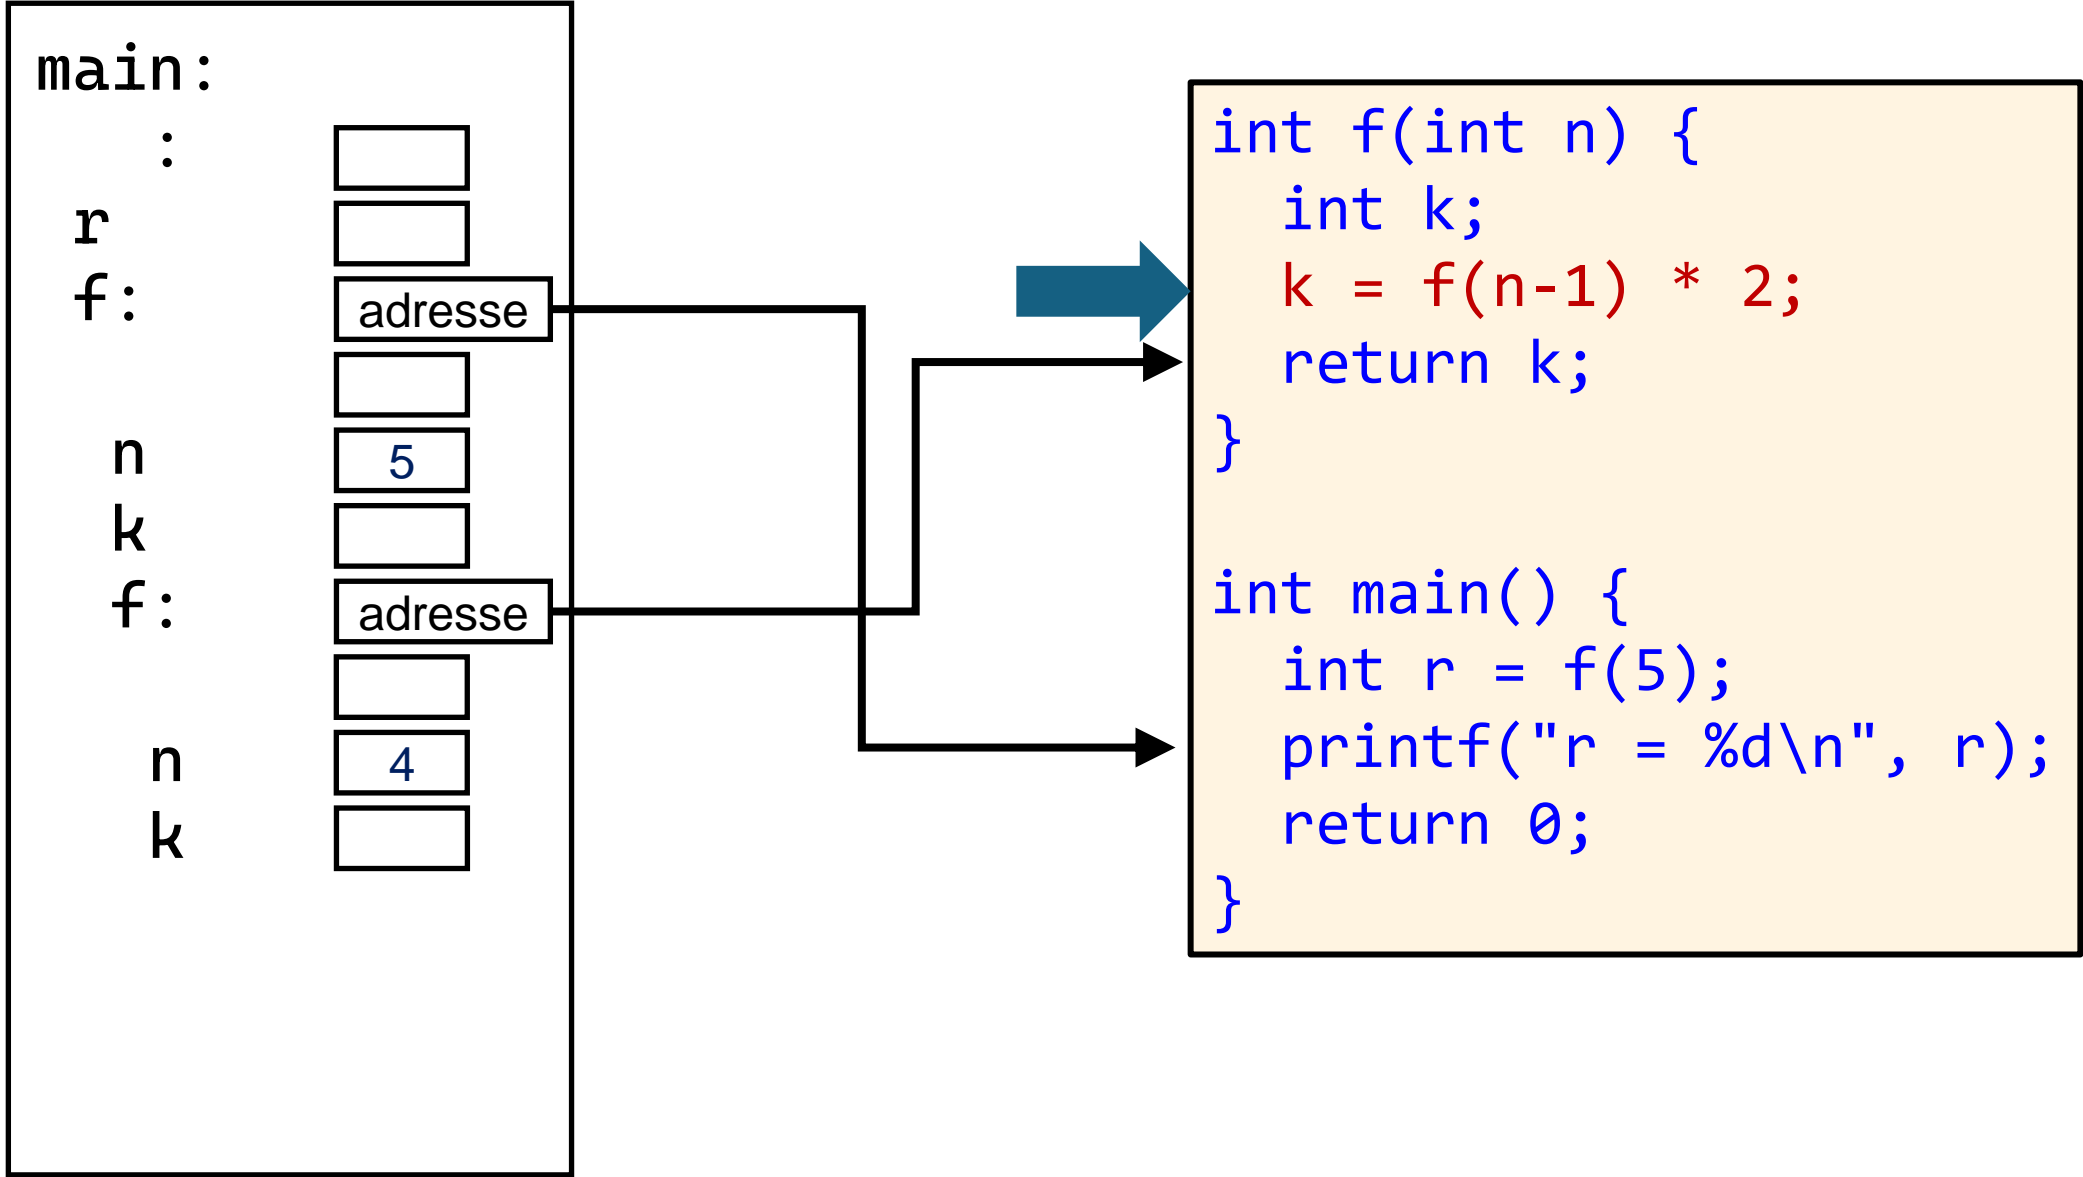 main:
:
r
f: adresse
n 5
k
f: adresse
n 4
k
int f(int n) {
int k;
k = f(n-1) * 2;
return k;
}
int main() {
int r = f(5);
printf("r = %d\n", r);
return 0;
}